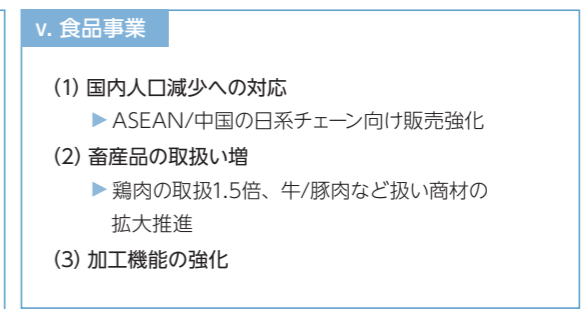 v. 食品事業
(1) 国内人口減少への対応
▶ ASEAN/中国の日系チェーン向け販売強化
(2) 畜産品の取扱い増
▶ 鶏肉の取扱1.5倍、牛/豚肉など扱い商材の
拡大推進
(3) 加工機能の強化